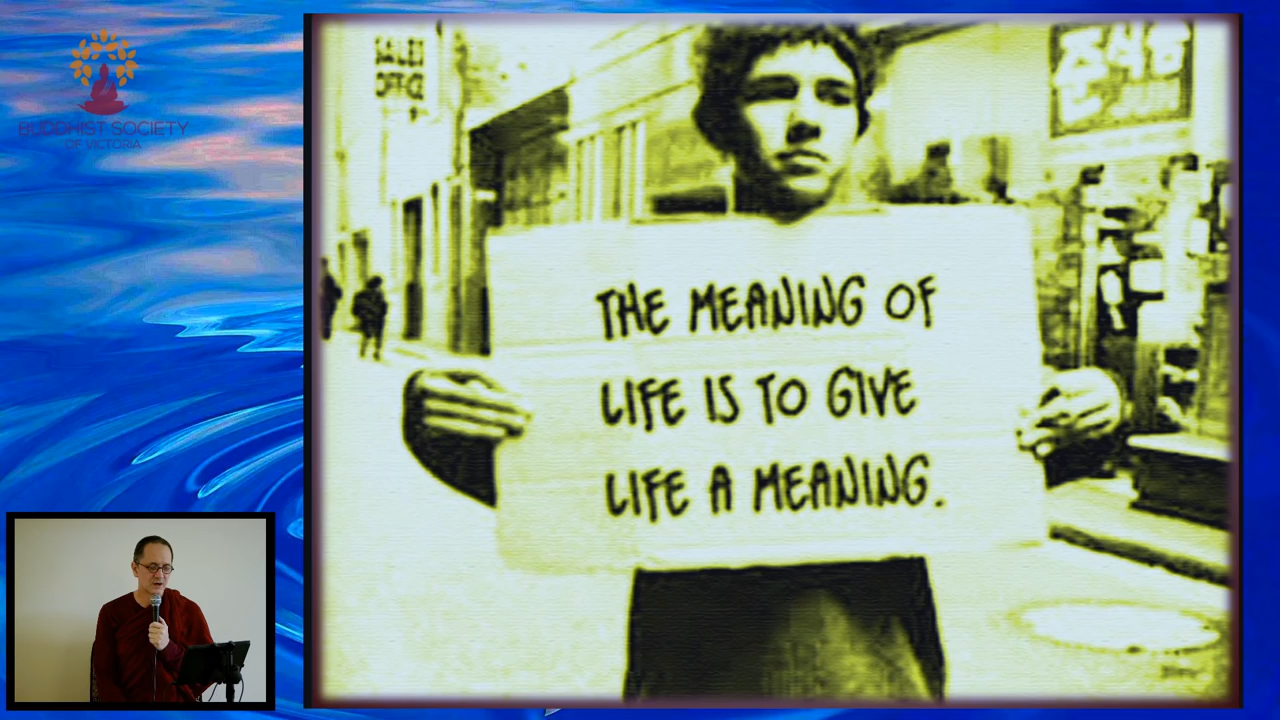 BUDDHIST SOCIETY
OF VICTORIA
SALES
OFFICE
THE MEANING OF
LIFE IS TO GIVE
LIFE A MEANING.